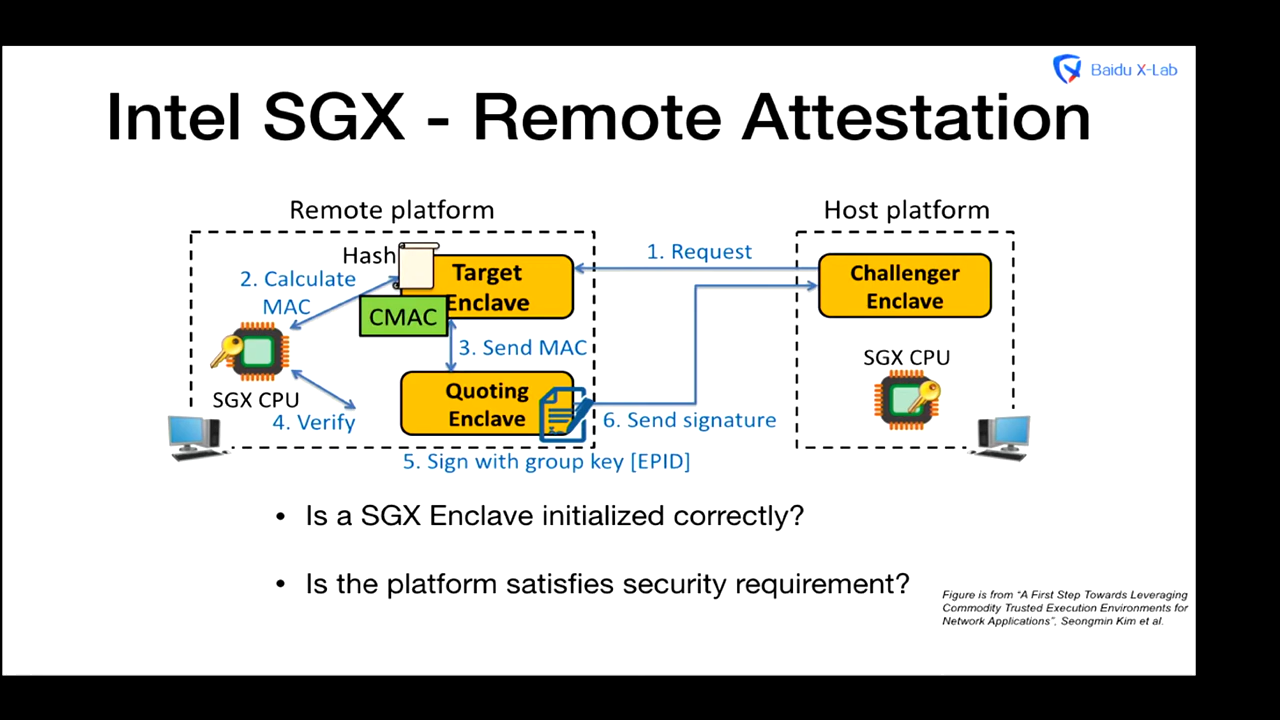 Baidu X-Lab
Intel SGX - Remote Attestation
Remote platform
Host platform
Hash
2. Calculate
MAC
Target
Enclave
CMAC
1. Request
Challenger
Enclave
3. Send MAC
SGX CPU
Quoting
Enclave
4. Verify
6. Send signature
SGX CPU
5. Sign with group key [EPID]
• Is a SGX Enclave initialized correctly?
• Is the platform satisfies security requirement?
Figure is from "A First Step Towards Leveraging
Commodity Trusted Execution Environments for
Network Applications", Seongmin Kim et al.